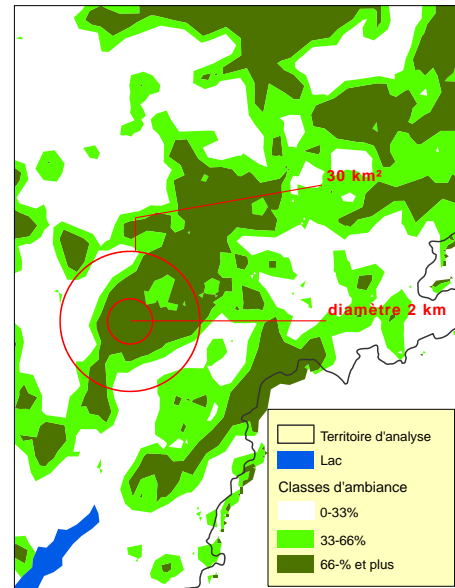 30 km²
diamètre 2 km
Territoire d'analyse
Lac
Classes d'ambiance
0-33%
33-66%
66-% et plus